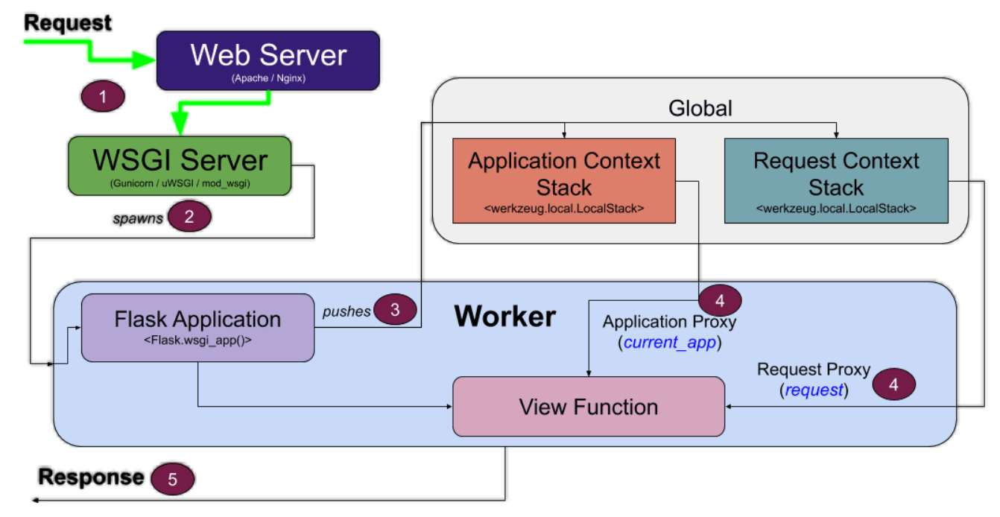 Request
Web Server
(Apache / Nginx)
1
WSGI Server
(Gunicorn / uWSGI / mod_wsgi)
spawns
2
Global
Application Context
Stack
<werkzeug.local.LocalStack>
Request Context
Stack
<werkzeug.local.LocalStack>
Worker
Flask Application
<Flask.wsgi_app()>
pushes
3
4
Application Proxy
(current_app)
Request Proxy
(request)
4
View Function
Response
5